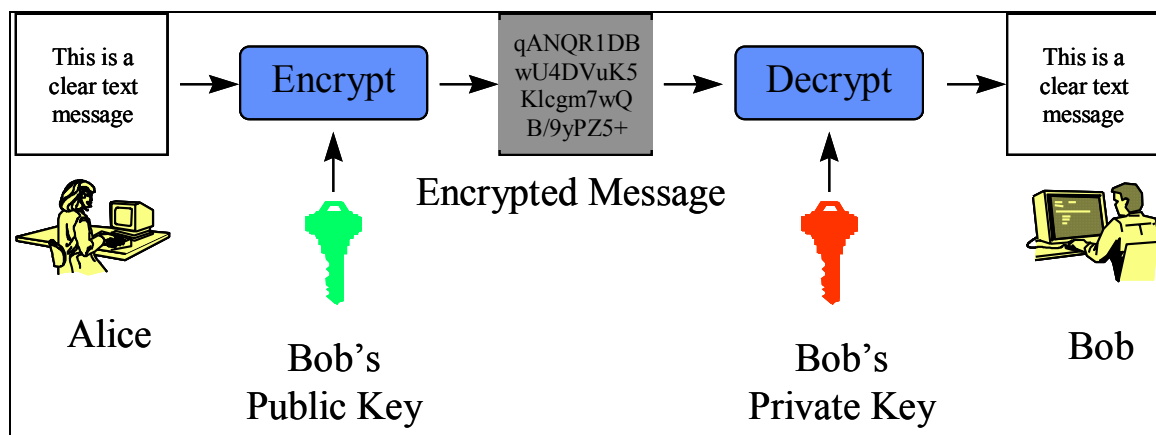 This is a
clear text
message
Encrypt
qANQR1DB
wU4DVuK5
Klcgm7wQ
B/9yPZ5+
Decrypt
This is a
clear text
message
Encrypted Message
Alice
Bob’s
Public Key
Bob’s
Private Key
Bob